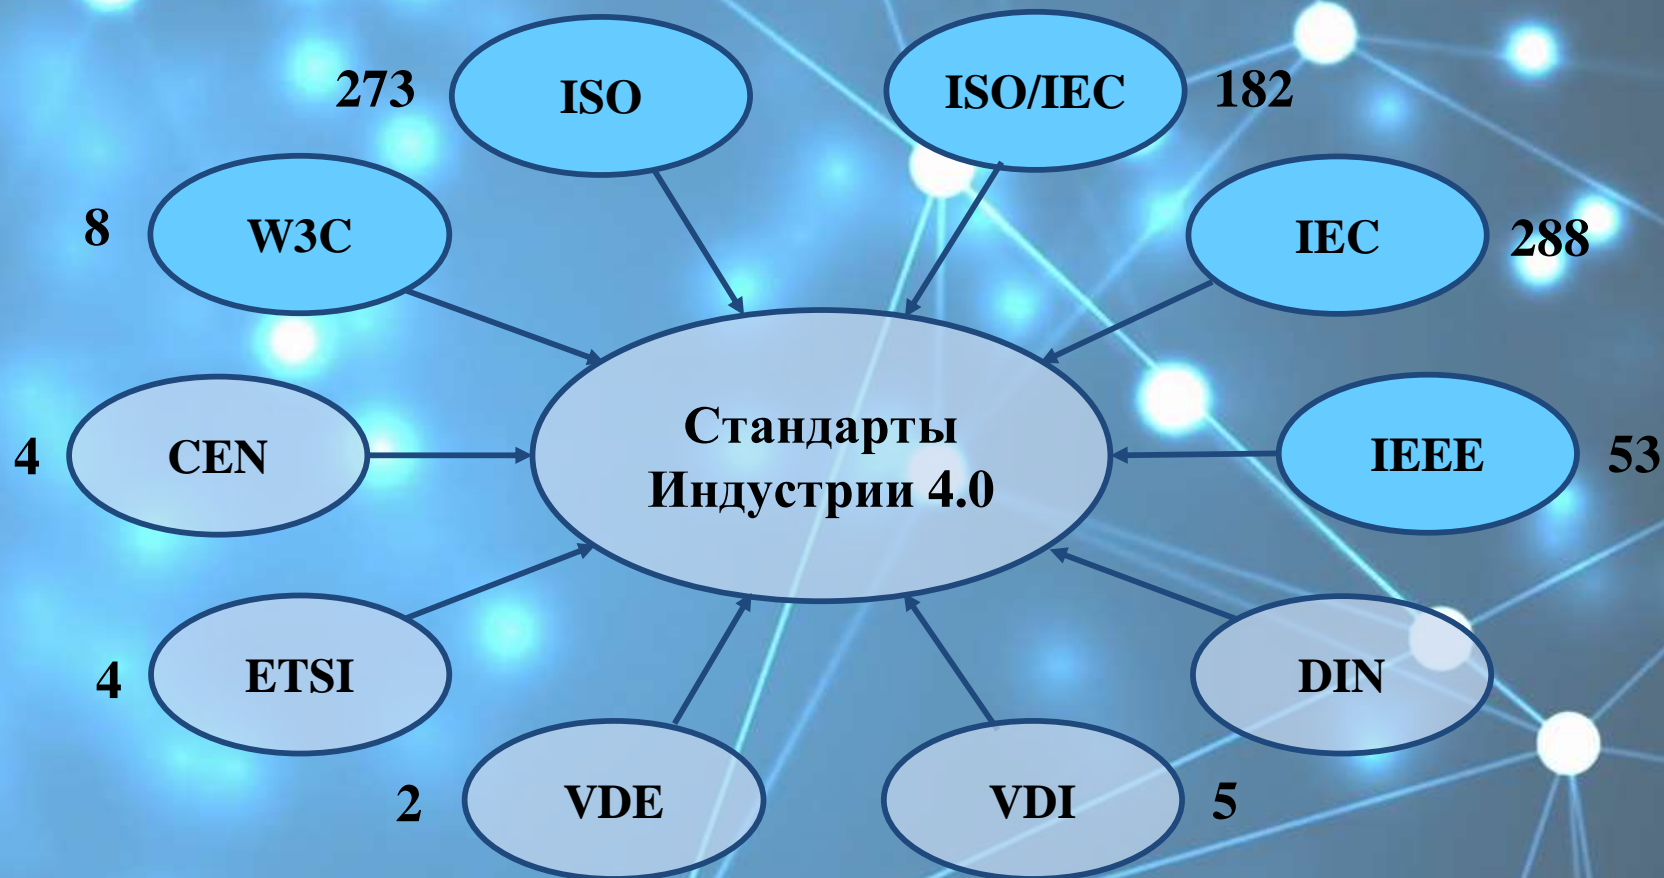 273
ISO
ISO/IEC
182
8
W3C
IEC
288
4
CEN
Стандарты
Индустрии 4.0
IEEE
53
4
ETSI
DIN
2
VDE
VDI
5